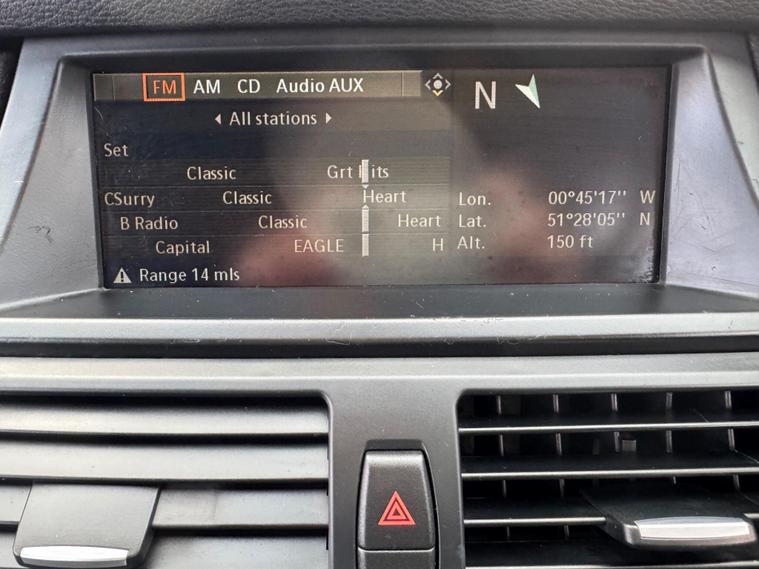 FM AM CD Audio AUX
N
All stations
Set
Classic Grt Hits
CSurry Classic Heart
Lon. 00°45'17'' W
B Radio Classic Heart
Lat. 51°28'05'' N
Capital EAGLE H
Alt. 150 ft
Range 14 mls